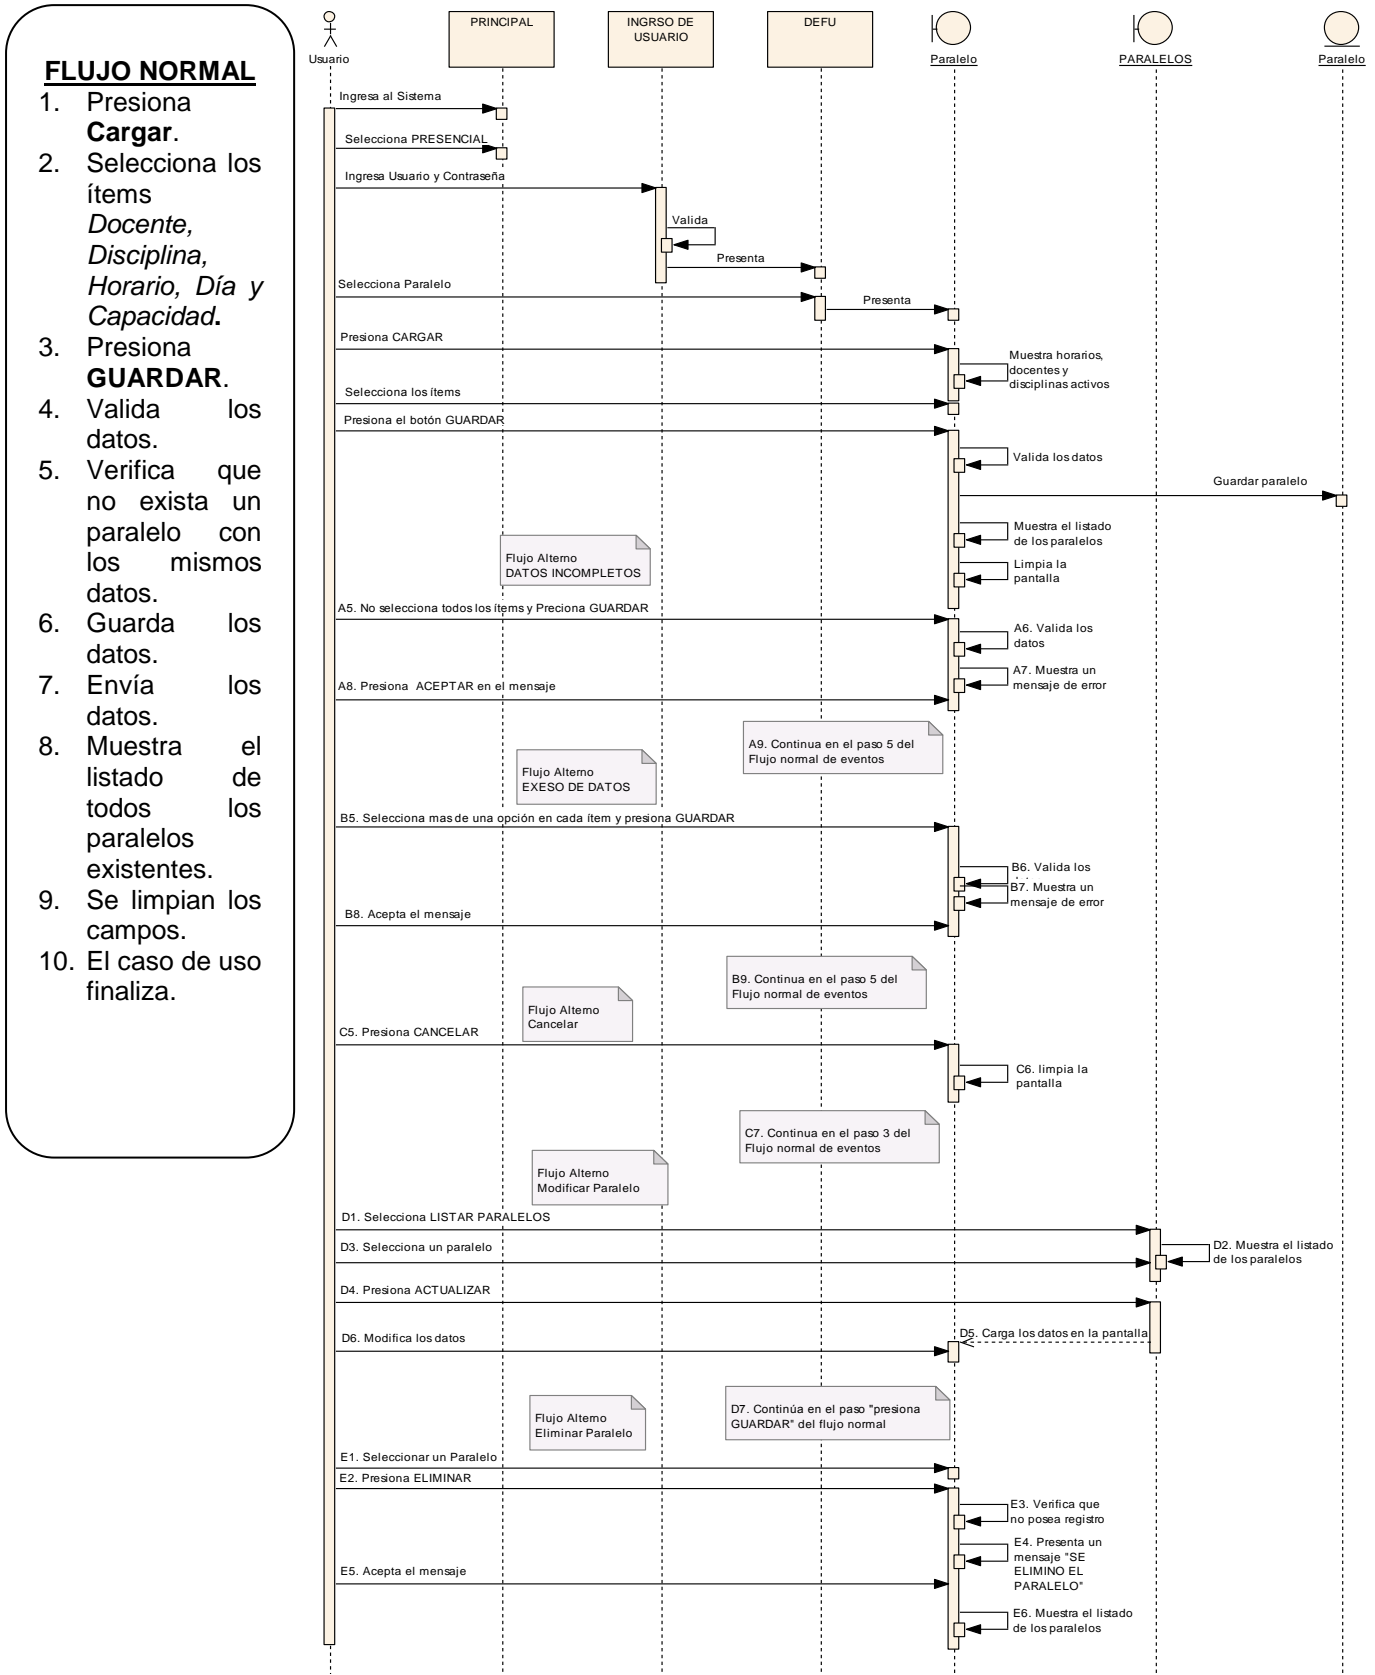 FLUJO NORMAL
1. Presiona
Cargar.
2. Selecciona los
ítems
Docente,
Disciplina,
Horario, Día y
Capacidad.
3. Presiona
GUARDAR.
4. Valida los
datos.
5. Verifica que
no exista un
paralelo con
los mismos
datos.
6. Guarda los
datos.
7. Envía los
datos.
8. Muestra el
listado de
todos los
paralelos
existentes.
9. Se limpian los
campos.
10. El caso de uso
finaliza.
Usuario
PRINCIPAL
INGRSO DE
USUARIO
DEFU
Paralelo
PARALELOS
Paralelo
Ingresa al Sistema
Selecciona PRESENCIAL
Ingresa Usuario y Contraseña
Valida
Presenta
Selecciona Paralelo
Presenta
Presiona CARGAR
Muestra horarios,
docentes y
disciplinas activos
Selecciona los ítems
Presiona el botón GUARDAR
Valida los datos
Guardar paralelo
Muestra el listado
de los paralelos
Flujo Alterno
DATOS INCOMPLETOS
Limpia la
pantalla
A5. No selecciona todos los ítems y Preciona GUARDAR
A6. Valida los
datos
A7. Muestra un
mensaje de error
A8. Presiona ACEPTAR en el mensaje
A9. Continua en el paso 5 del
Flujo normal de eventos
Flujo Alterno
EXESO DE DATOS
B5. Selecciona mas de una opción en cada ítem y presiona GUARDAR
B6. Valida los
B7. Muestra un
mensaje de error
B8. Acepta el mensaje
B9. Continua en el paso 5 del
Flujo normal de eventos
Flujo Alterno
Cancelar
C5. Presiona CANCELAR
C6. limpia la
pantalla
C7. Continua en el paso 3 del
Flujo normal de eventos
Flujo Alterno
Modificar Paralelo
D1. Selecciona LISTAR PARALELOS
D2. Muestra el listado
de los paralelos
D3. Selecciona un paralelo
D4. Presiona ACTUALIZAR
D5. Carga los datos en la pantalla
D6. Modifica los datos
D7. Continúa en el paso "presiona
GUARDAR" del flujo normal
Flujo Alterno
Eliminar Paralelo
E1. Seleccionar un Paralelo
E2. Presiona ELIMINAR
E3. Verifica que
no posea registro
E4. Presenta un
mensaje "SE
ELIMINO EL
PARALELO"
E5. Acepta el mensaje
E6. Muestra el listado
de los paralelos